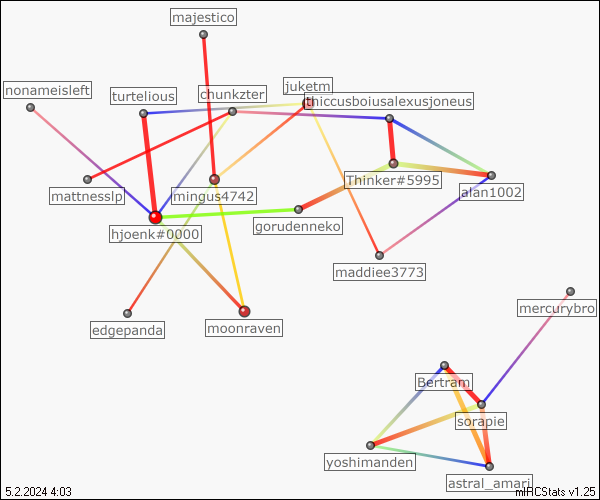 majestico
juketm
nonameisleft
chunkzter
turtelious
thiccusboiusalexusjoneus
Thinker#5995
mattnesslp
mingus4742
alan1002
gorudenneko
hjoenk#0000
maddiee3773
mercurybro
edgepanda
moonraven
Bertram
sorapie
yoshimanden
astral_amari
5.2.2024 4:03
mIRCStats v1.25